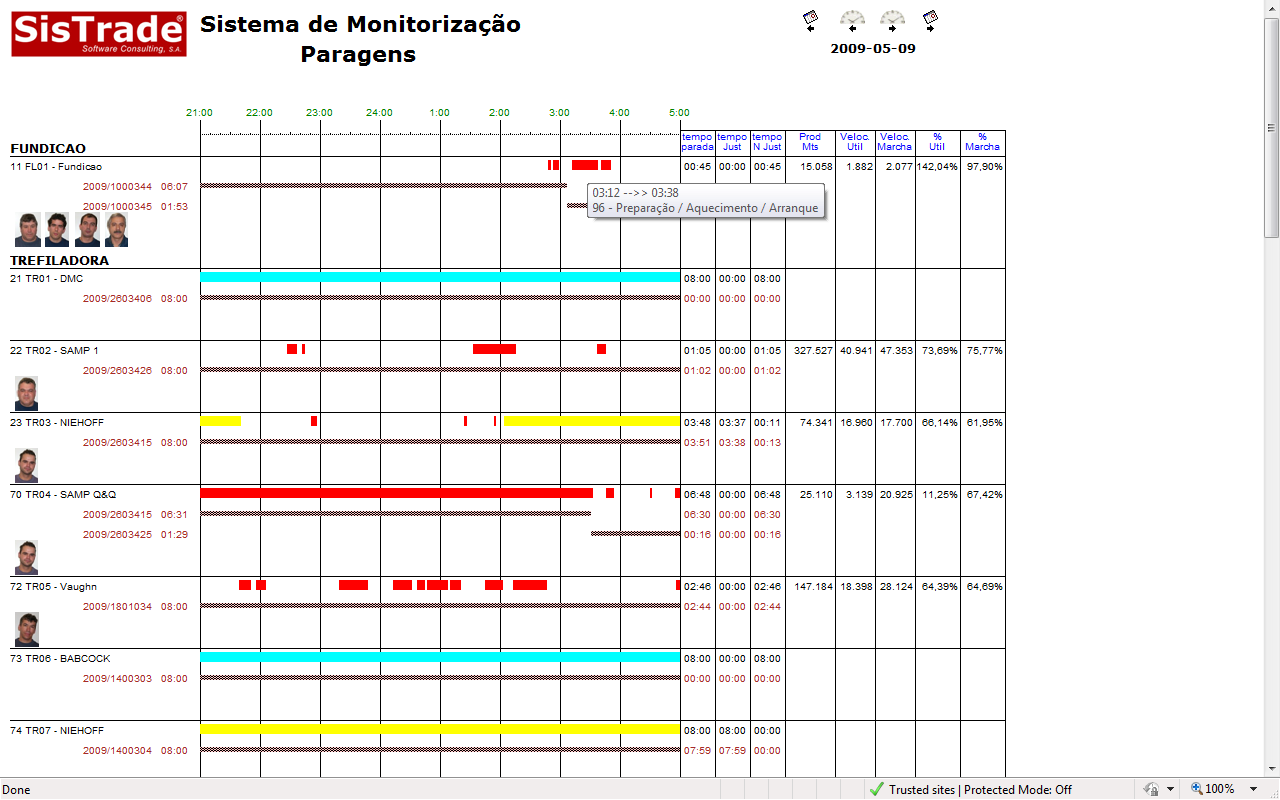 SisTrade®
Software Consulting, S.A.
Sistema de Monitorização
Paragens
2009-05-09
21:00 22:00 23:00 24:00 1:00 2:00 3:00 4:00 5:00
tempo parada tempo Just tempo N Just Prod Mts Veloc. Util Veloc. Marcha % Util % Marcha
FUNDICAO
11 FL01 - Fundicao 00:45 00:00 00:45 15.058 1.882 2.077 142,04% 97,90%
2009/1000344 06:07
03:12 -->> 03:38
96 - Preparação / Aquecimento / Arranque
2009/1000345 01:53
TREFILADORA
21 TR01 - DMC 08:00 00:00 08:00
2009/2603406 08:00 00:00 00:00 00:00
22 TR02 - SAMP 1 01:05 00:00 01:05 327.527 40.941 47.353 73,69% 75,77%
2009/2603426 08:00 01:02 00:00 01:02
23 TR03 - NIEHOFF 03:48 03:37 00:11 74.341 16.960 17.700 66,14% 61,95%
2009/2603415 08:00 03:51 03:38 00:13
70 TR04 - SAMP Q&Q 06:48 00:00 06:48 25.110 3.139 20.925 11,25% 67,42%
2009/2603415 06:31 06:30 00:00 06:30
2009/2603425 01:29 00:16 00:00 00:16
72 TR05 - Vaughn 02:46 00:00 02:46 147.184 18.398 28.124 64,39% 64,69%
2009/1801034 08:00 02:44 00:00 02:44
73 TR06 - BABCOCK 08:00 00:00 08:00
2009/1400303 08:00 00:00 00:00 00:00
74 TR07 - NIEHOFF 08:00 08:00 00:00
2009/1400304 08:00 07:59 07:59 00:00
Done Trusted sites | Protected Mode: Off 100%